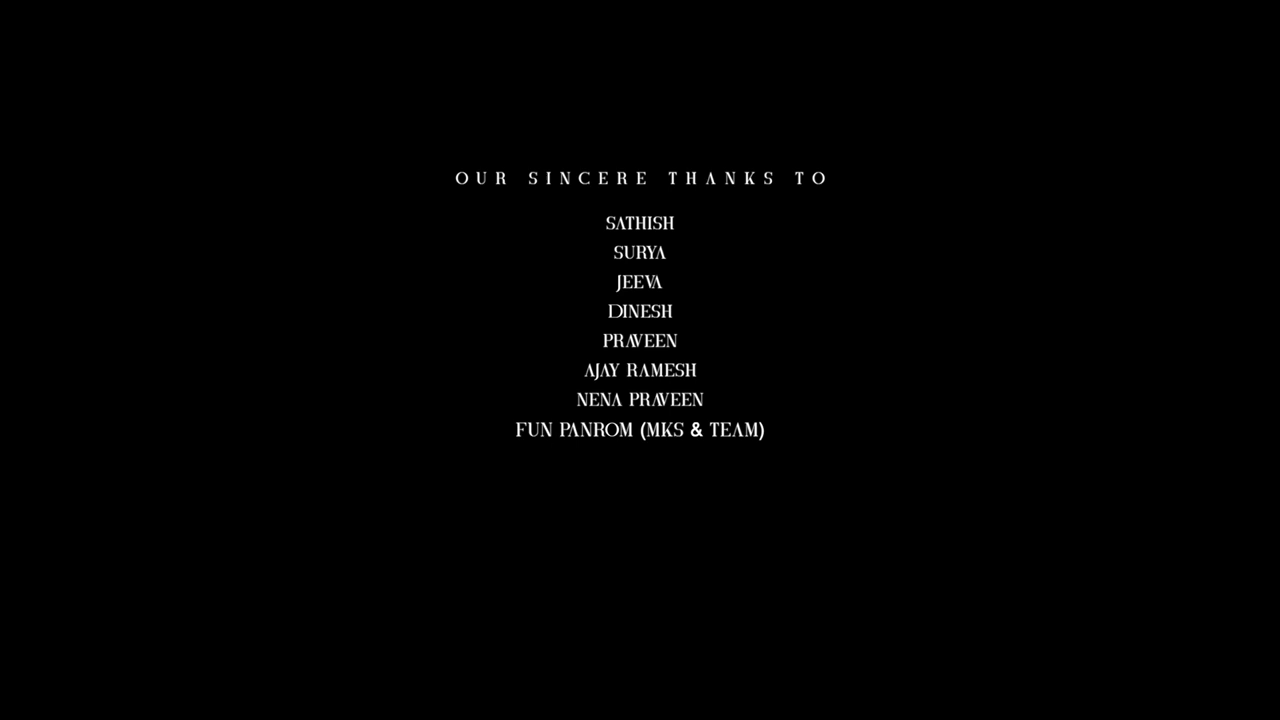 OUR SINCERE THANKS TO
SATHISH
SURYA
JEEVA
DINESH
PRAVEEN
AJAY RAMESH
NENA PRAVEEN
FUN PANROM (MKS & TEAM)